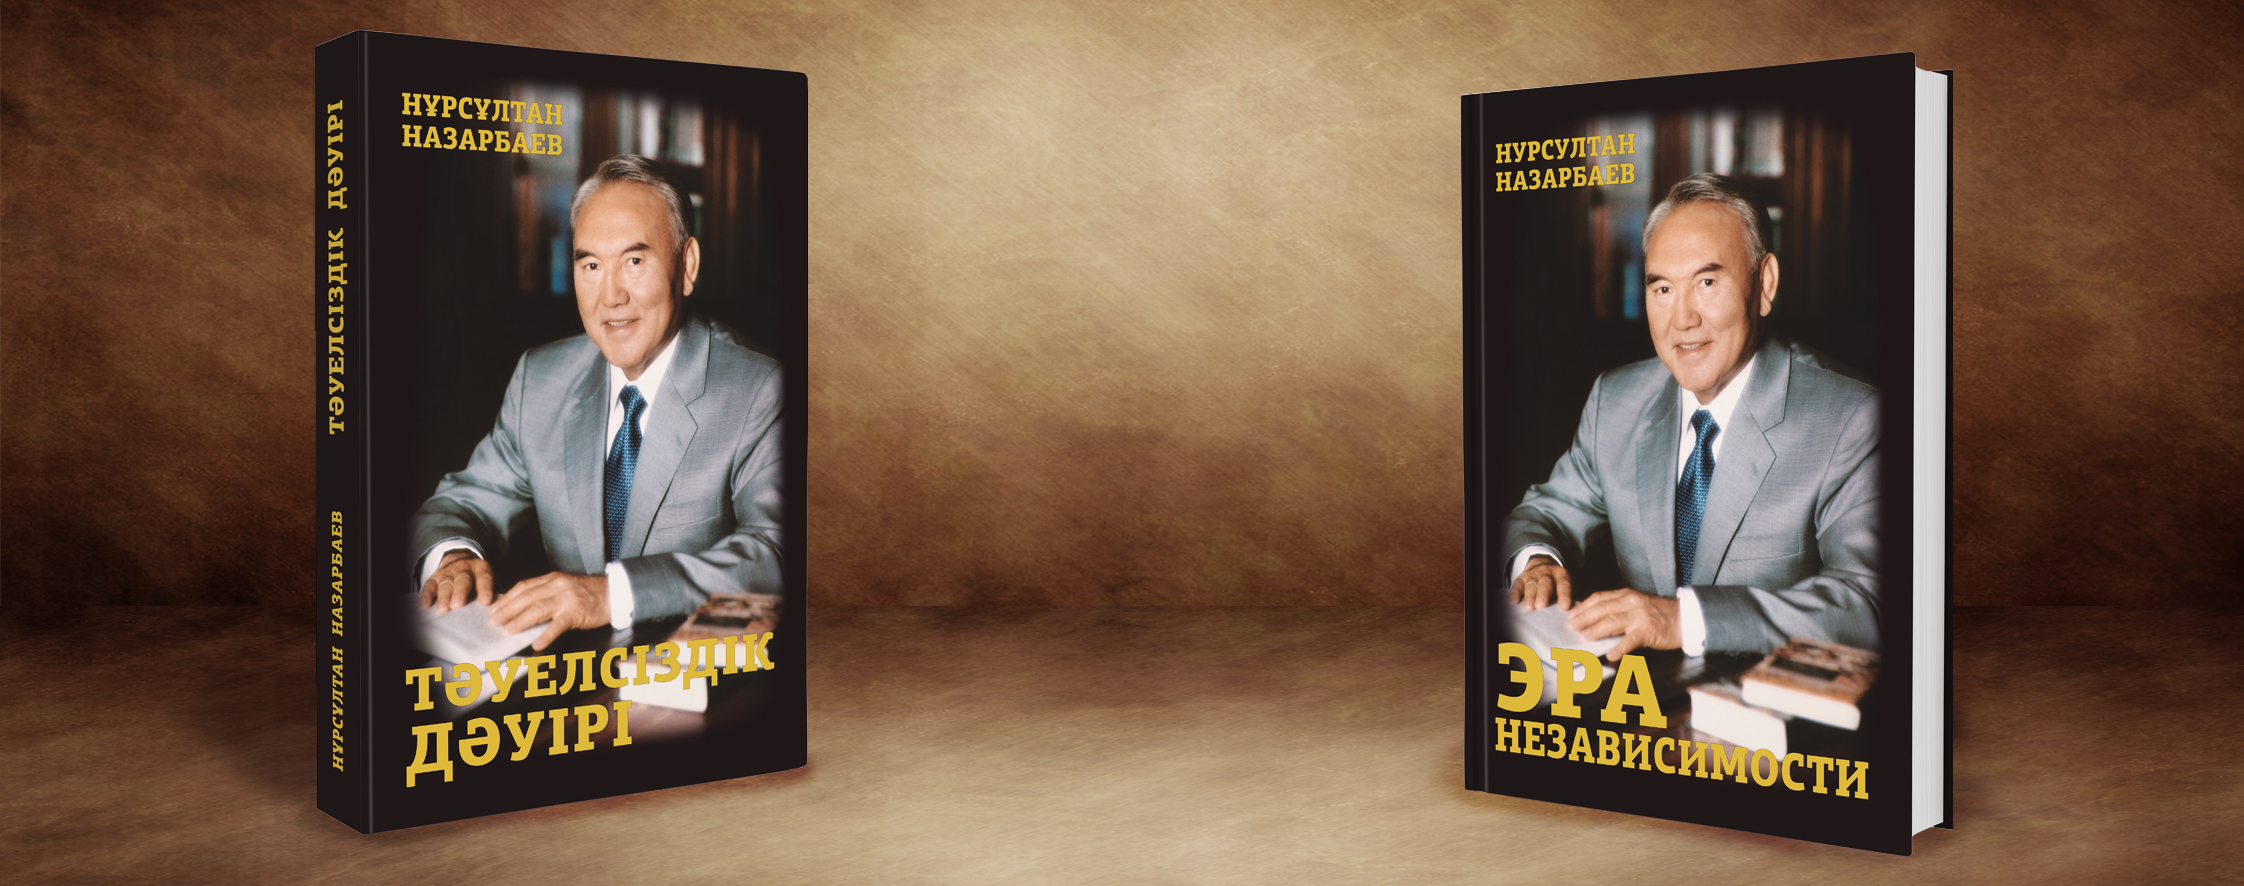 ТӘУЕЛСІЗДІК ДӘУІРІ
НҰРСҰЛТАН НАЗАРБАЕВ
НҰРСҰЛТАН
НАЗАРБАЕВ
ТӘУЕЛСІЗДІК
ДӘУІРІ
НУРСУЛТАН
НАЗАРБАЕВ
ЭРА
НЕЗАВИСИМОСТИ